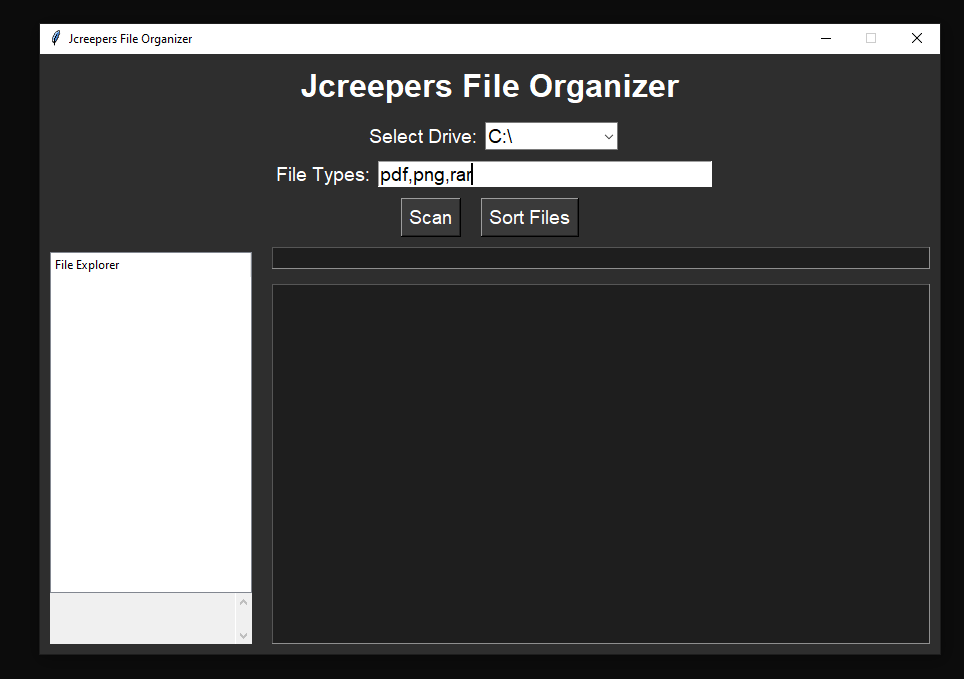 Jcreepers File Organizer
Jcreepers File Organizer
Select Drive: C:\
File Types: pdf,png,rar
Scan Sort Files
File Explorer